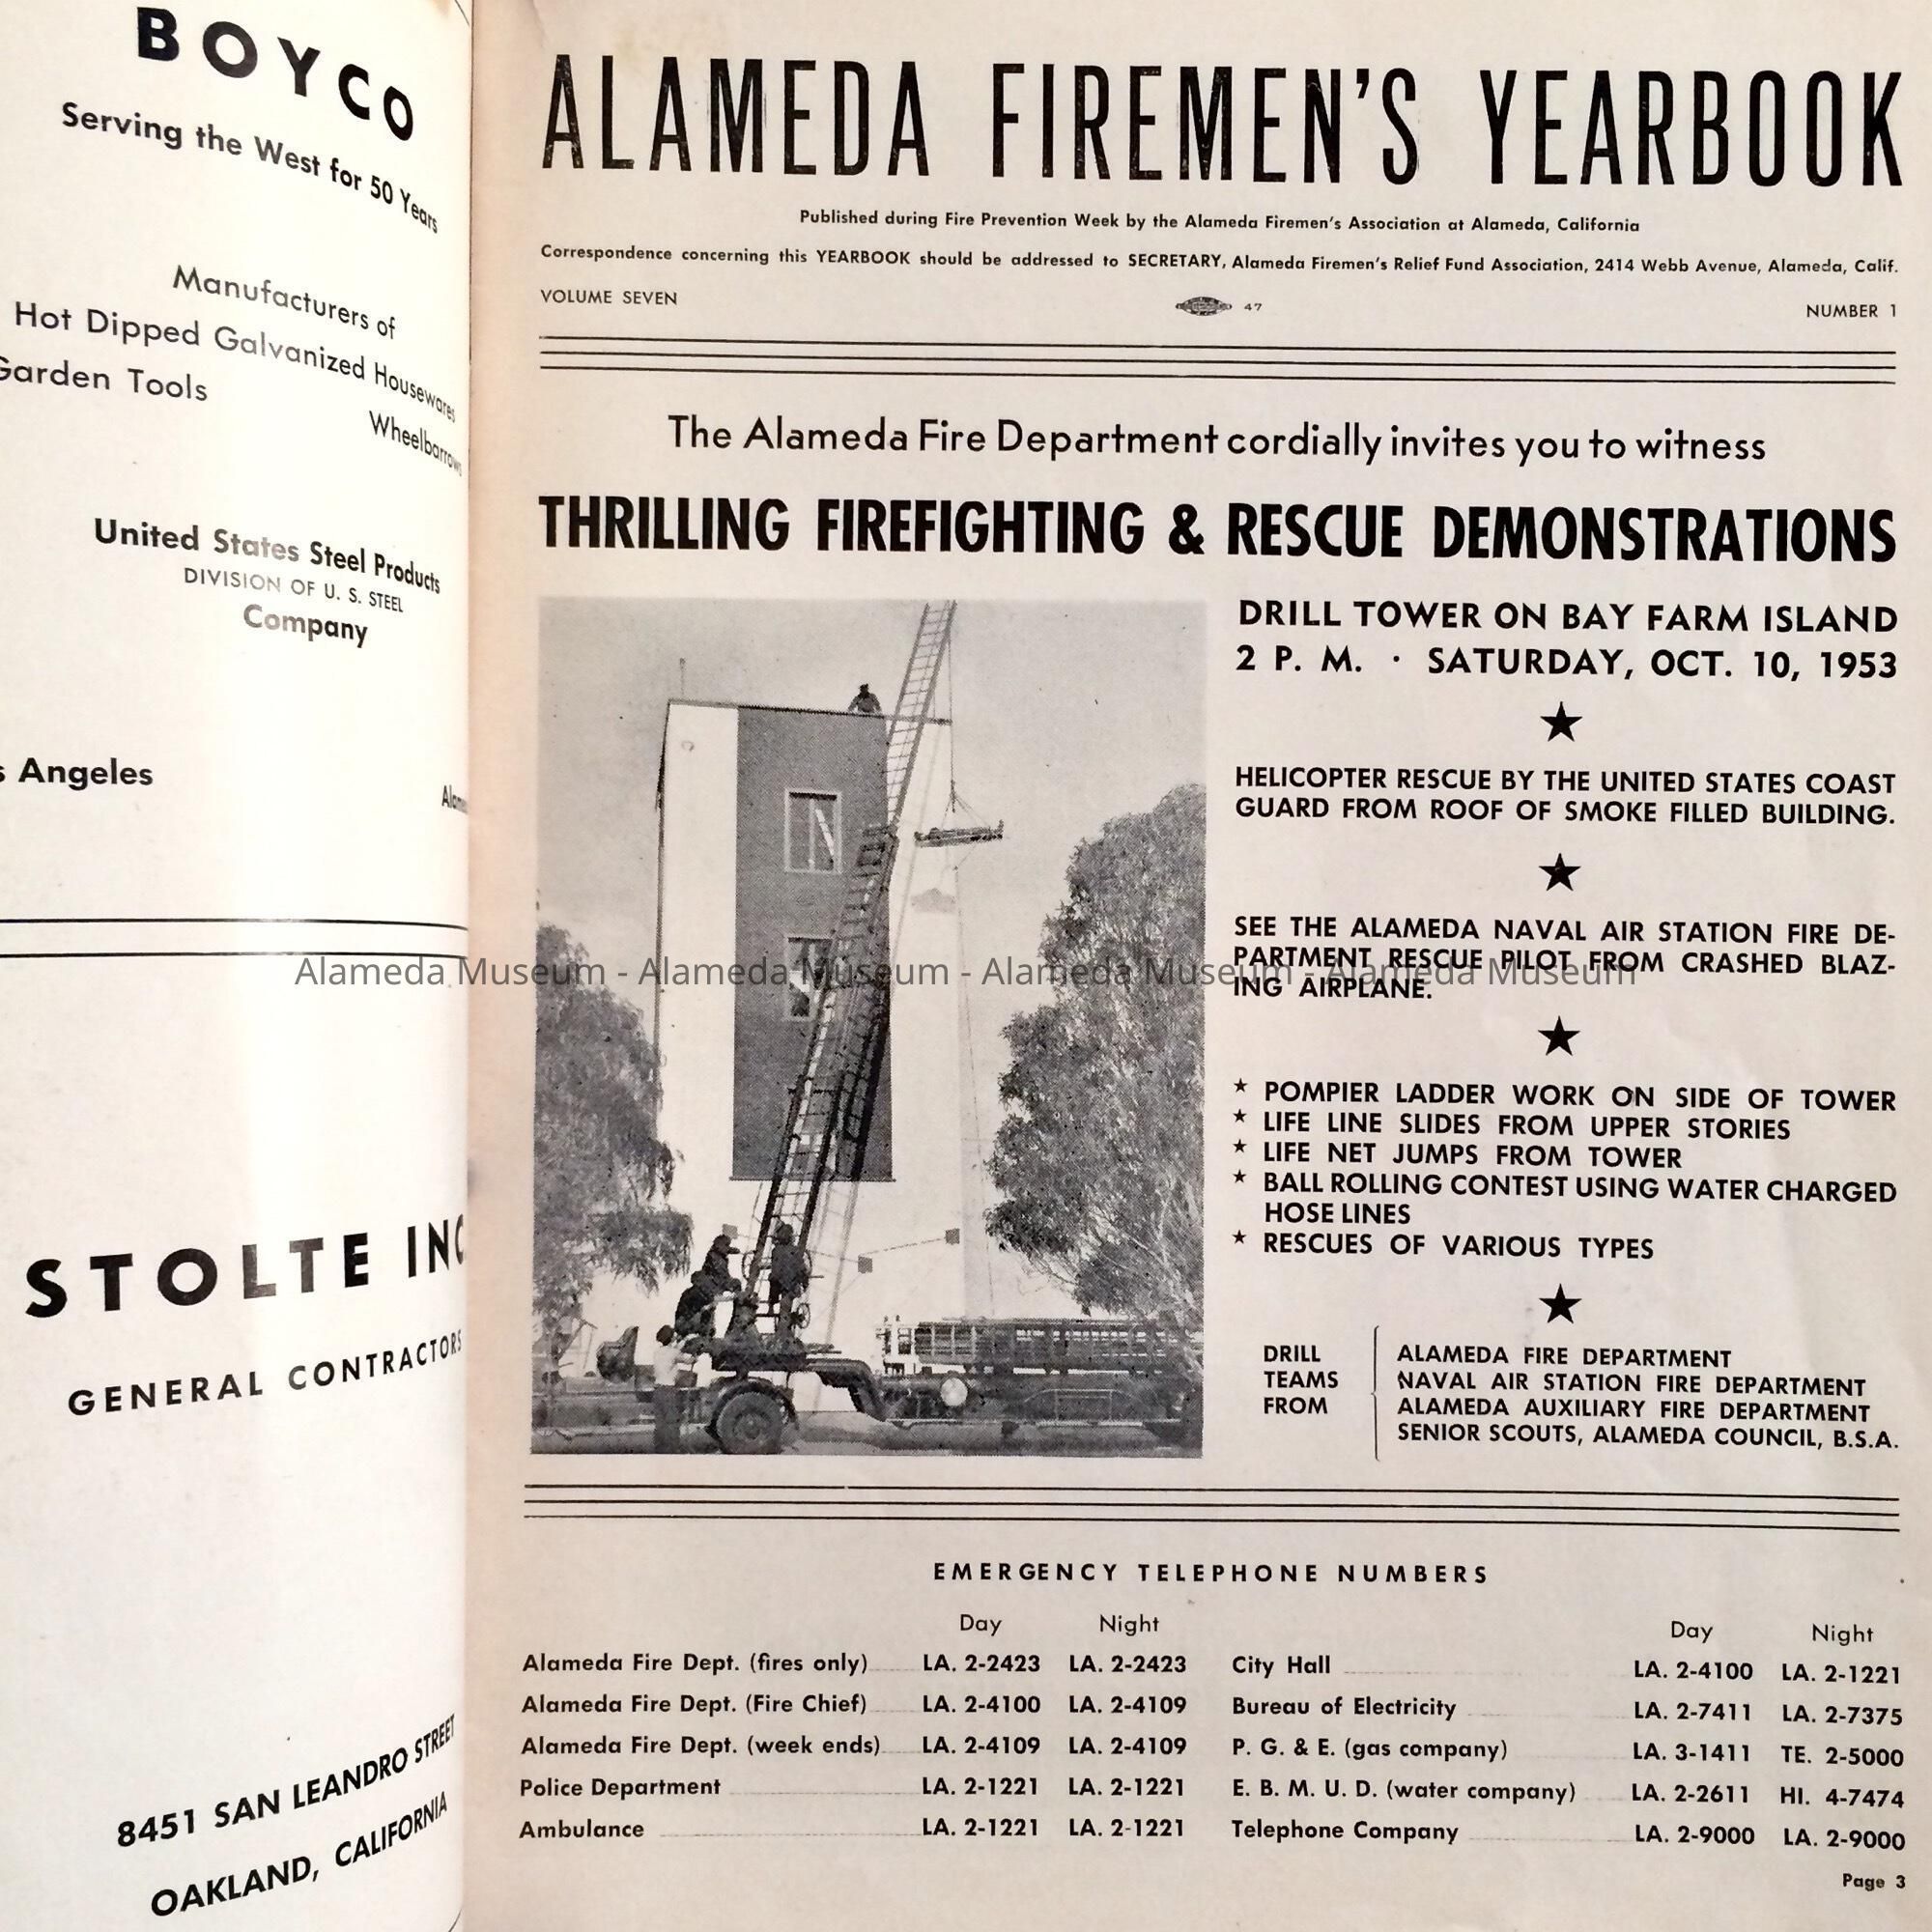 BOYCO
Serving the West for 50 Years
Manufacturers of
Hot Dipped Galvanized Housewares
Garden Tools
Wheelbarrows
United States Steel Products
DIVISION OF U. S. STEEL
Company
Angeles
STOLTE INC
GENERAL CONTRACTORS
8451 SAN LEANDRO STREET
OAKLAND, CALIFORNIA
ALAMEDA FIREMEN'S YEARBOOK
Published during Fire Prevention Week by the Alameda Firemen's Association at Alameda, California
Correspondence concerning this YEARBOOK should be addressed to SECRETARY, Alameda Firemen's Relief Fund Association, 2414 Webb Avenue, Alameda, Calif.
VOLUME SEVEN
47
NUMBER 1
The Alameda Fire Department cordially invites you to witness
THRILLING FIREFIGHTING & RESCUE DEMONSTRATIONS
DRILL TOWER ON BAY FARM ISLAND
2 P. M. · SATURDAY, OCT. 10, 1953
★
HELICOPTER RESCUE BY THE UNITED STATES COAST
GUARD FROM ROOF OF SMOKE FILLED BUILDING.
★
SEE THE ALAMEDA NAVAL AIR STATION FIRE DE-
PARTMENT RESCUE PILOT FROM CRASHED BLAZ-
ING AIRPLANE.
★
★ POMPIER LADDER WORK ON SIDE OF TOWER
★ LIFE LINE SLIDES FROM UPPER STORIES
★ LIFE NET JUMPS FROM TOWER
★ BALL ROLLING CONTEST USING WATER CHARGED
HOSE LINES
★ RESCUES OF VARIOUS TYPES
★
DRILL
TEAMS
FROM
ALAMEDA FIRE DEPARTMENT
NAVAL AIR STATION FIRE DEPARTMENT
ALAMEDA AUXILIARY FIRE DEPARTMENT
SENIOR SCOUTS, ALAMEDA COUNCIL, B.S.A.
Alameda Museum - Alameda Museum - Alameda Museum - Alameda Museum
EMERGENCY TELEPHONE NUMBERS
Day Night
Alameda Fire Dept. (fires only) LA. 2-2423 LA. 2-2423
Alameda Fire Dept. (Fire Chief) LA. 2-4100 LA. 2-4109
Alameda Fire Dept. (week ends) LA. 2-4109 LA. 2-4109
Police Department LA. 2-1221 LA. 2-1221
Ambulance LA. 2-1221 LA. 2-1221
Day Night
City Hall LA. 2-4100 LA. 2-1221
Bureau of Electricity LA. 2-7411 LA. 2-7375
P. G. & E. (gas company) LA. 3-1411 TE. 2-5000
E. B. M. U. D. (water company) LA. 2-2611 HI. 4-7474
Telephone Company LA. 2-9000 LA. 2-9000
Page 3